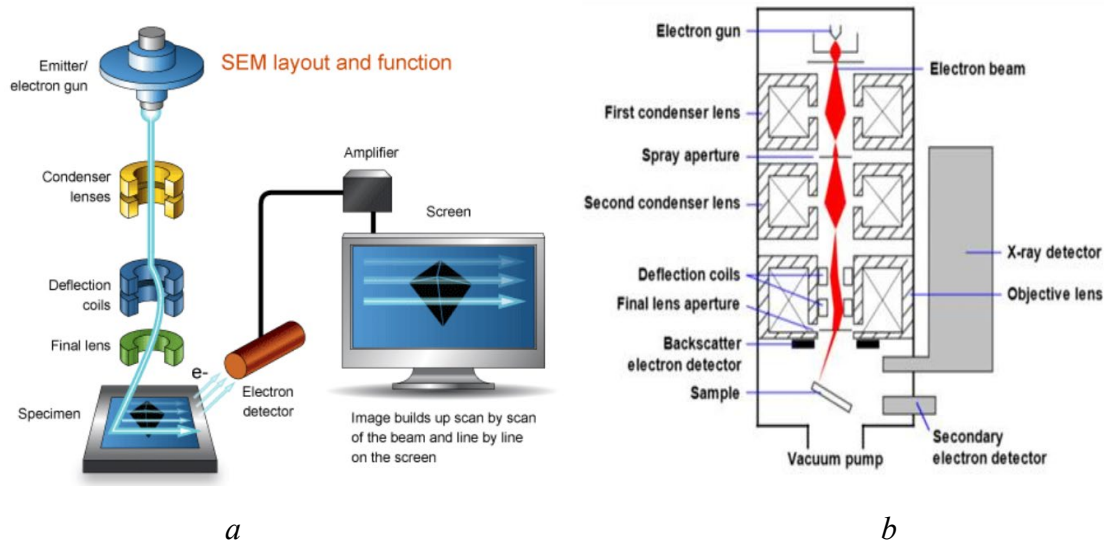 SEM layout and function
Emitter/
electron gun
Condenser
lenses
Deflection
coils
Final lens
Specimen
e-
Electron
detector
Amplifier
Screen
Image builds up scan by scan
of the beam and line by line
on the screen
a
Electron gun
Electron beam
First condenser lens
Spray aperture
Second condenser lens
X-ray detector
Deflection coils
Objective lens
Final lens aperture
Backscatter
electron detector
Sample
Secondary
electron detector
Vacuum pump
b